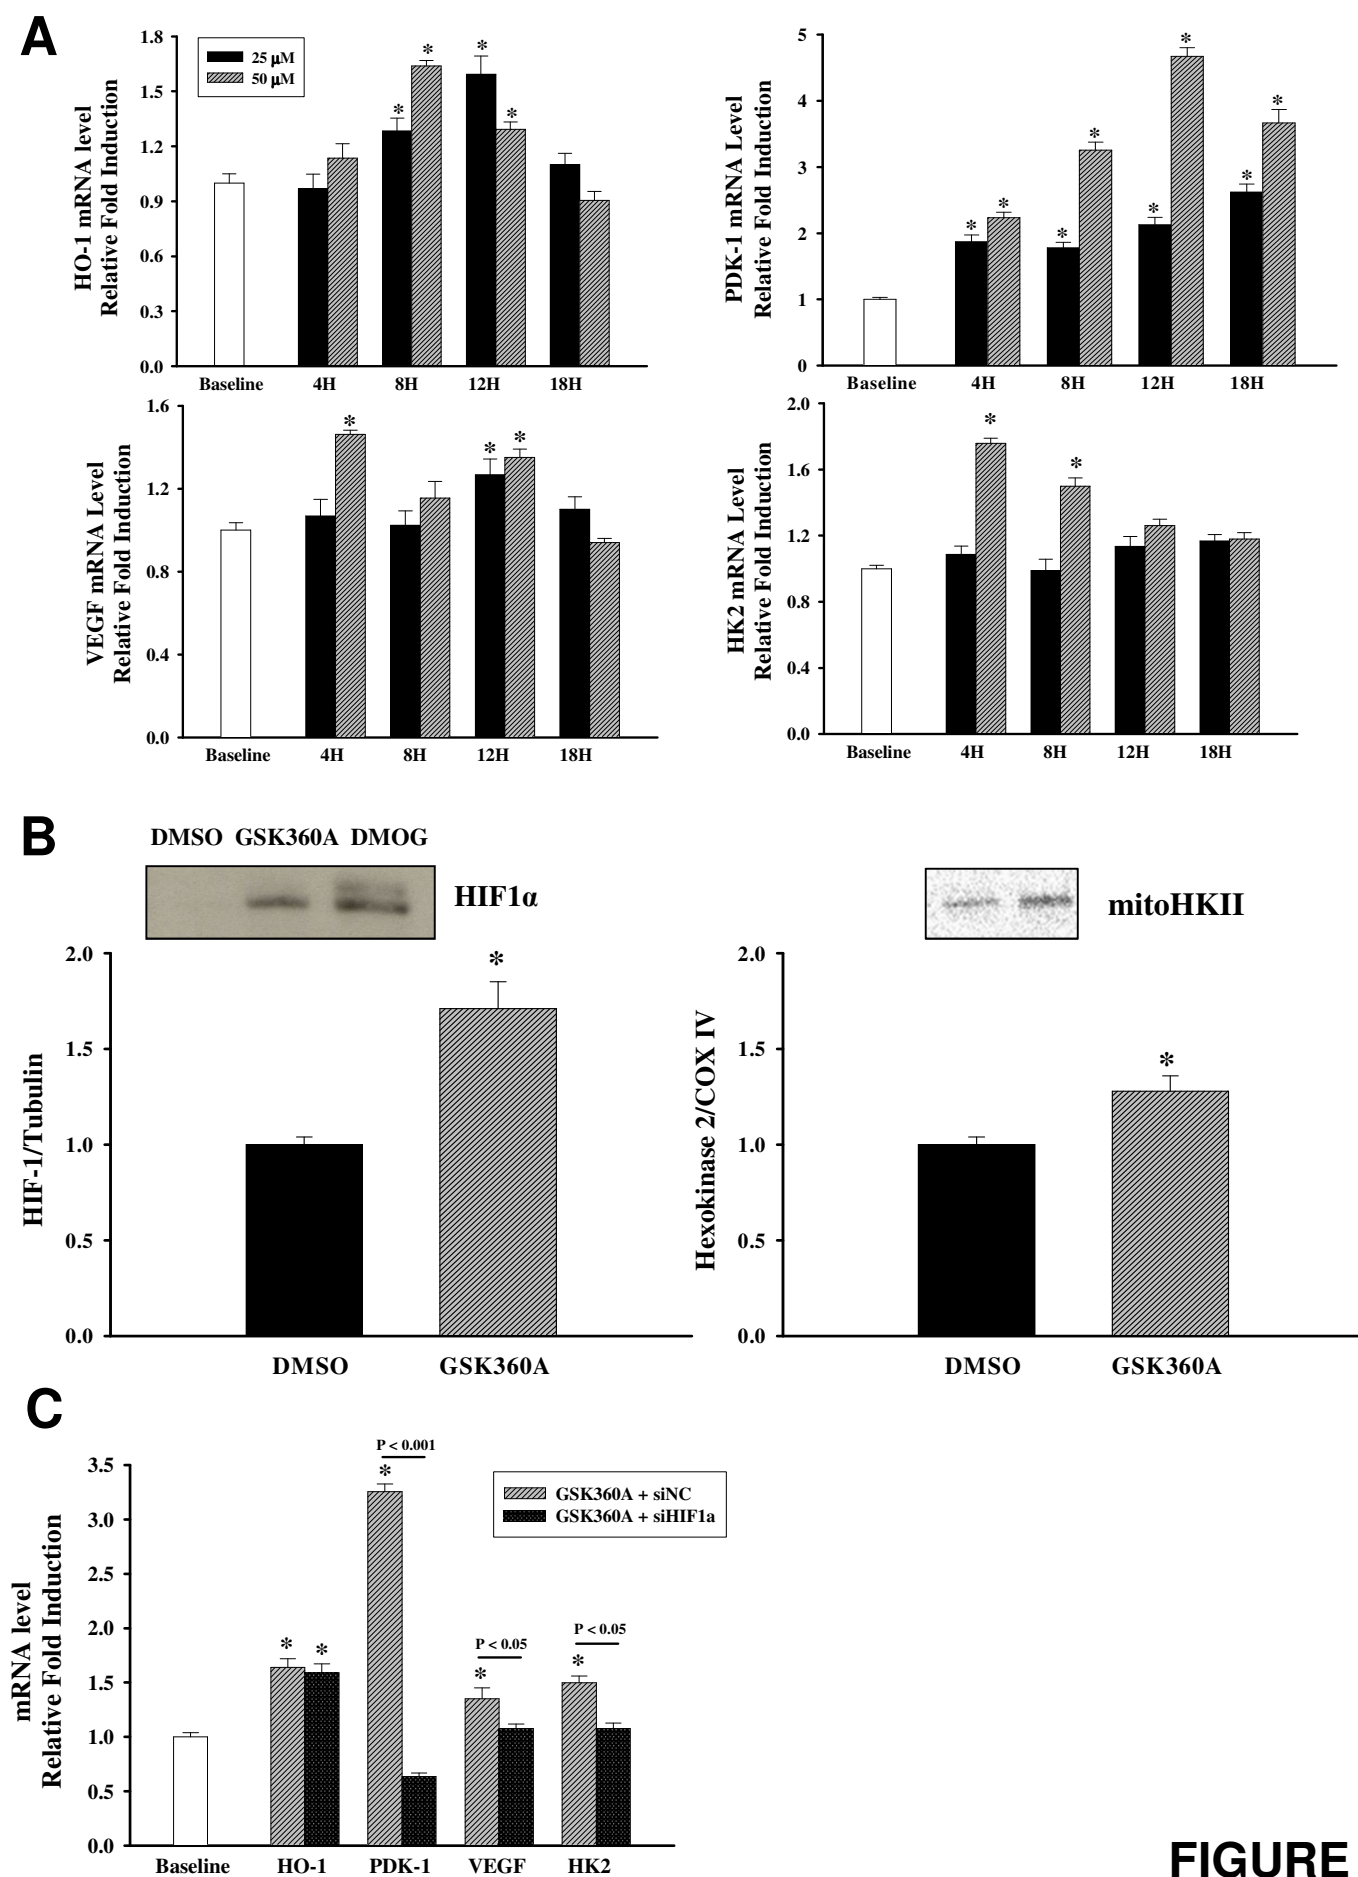 A
HO-1 mRNA level
Relative Fold Induction
1.8
1.5
1.2
0.9
0.6
0.3
0.0
25 µM
50 µM
*
*
*
*
Baseline 4H 8H 12H 18H
PDK-1 mRNA Level
Relative Fold Induction
5
4
3
2
1
0
*
*
*
*
*
*
*
*
Baseline 4H 8H 12H 18H
VEGF mRNA Level
Relative Fold Induction
1.6
1.2
0.8
0.4
0.0
*
*
*
Baseline 4H 8H 12H 18H
HK2 mRNA Level
Relative Fold Induction
2.0
1.6
1.2
0.8
0.4
0.0
*
*
Baseline 4H 8H 12H 18H
B
DMSO GSK360A DMOG
HIF1α
HIF-1/Tubulin
2.0
1.5
1.0
0.5
0.0
*
DMSO GSK360A
mitoHKII
Hexokinase 2/COX IV
2.0
1.5
1.0
0.5
0.0
*
DMSO GSK360A
C
mRNA level
Relative Fold Induction
3.5
3.0
2.5
2.0
1.5
1.0
0.5
0.0
GSK360A + siNC
GSK360A + siHIF1a
* *
P < 0.001
*
P < 0.05
*
P < 0.05
*
Baseline HO-1 PDK-1 VEGF HK2
FIGURE